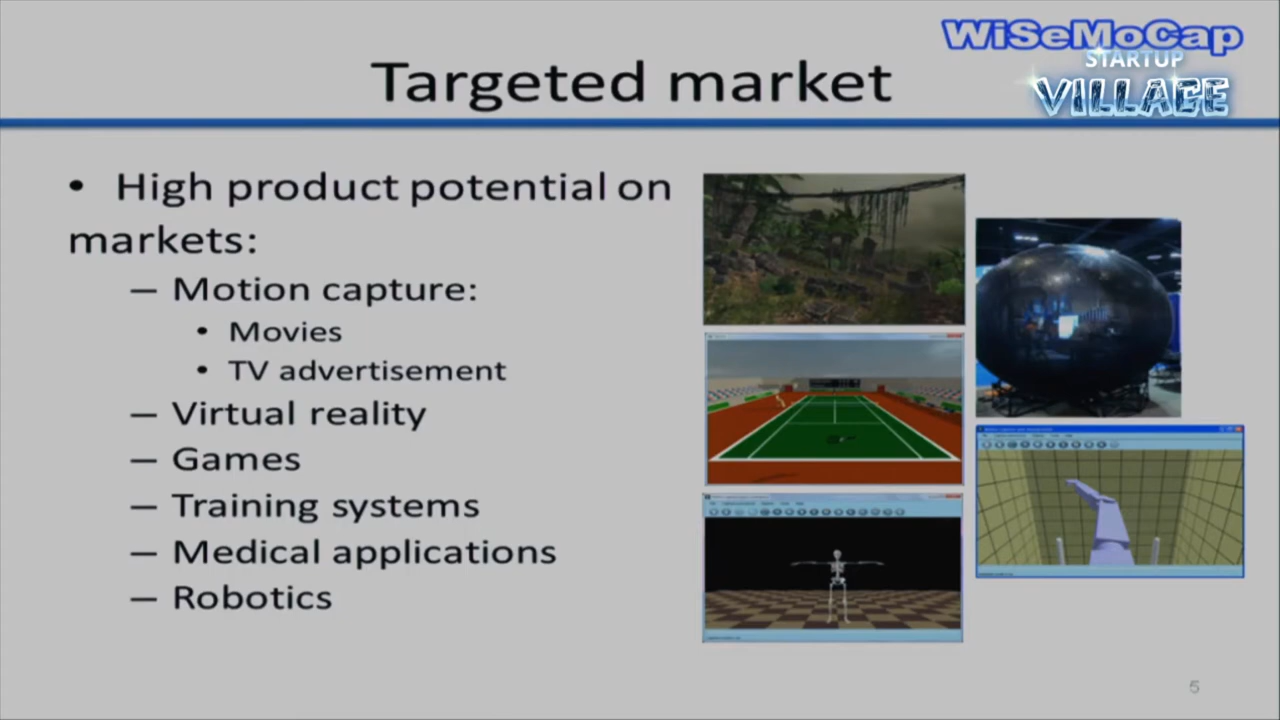 WiSeMoCap
STARTUP
VILLAGE
Targeted market
• High product potential on
markets:
– Motion capture:
• Movies
• TV advertisement
– Virtual reality
– Games
– Training systems
– Medical applications
– Robotics
5